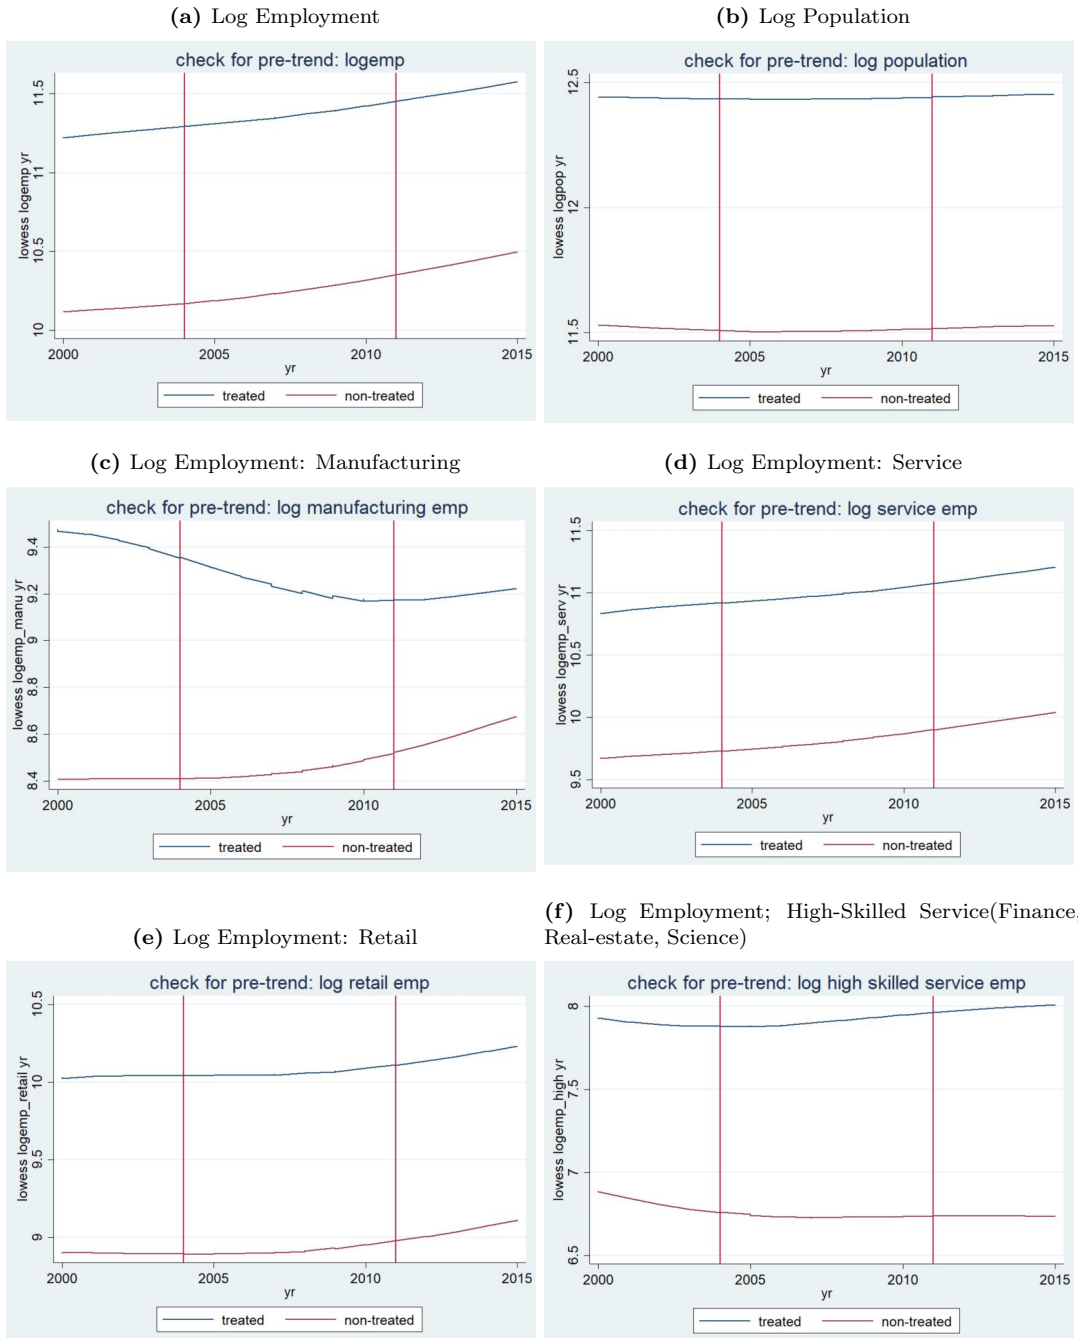 (a) Log Employment
check for pre-trend: logemp
lowess logemp yr
11.5
11
10.5
10
2000
2005
2010
2015
yr
treated
non-treated
(b) Log Population
check for pre-trend: log population
lowess logpop yr
12.5
12
11.5
2000
2005
2010
2015
yr
treated
non-treated
(c) Log Employment: Manufacturing
check for pre-trend: log manufacturing emp
lowess logemp_manu yr
9.4
9.2
9
8.8
8.6
8.4
2000
2005
2010
2015
yr
treated
non-treated
(d) Log Employment: Service
check for pre-trend: log service emp
lowess logemp_serv yr
11.5
11
10.5
10
9.5
2000
2005
2010
2015
yr
treated
non-treated
(e) Log Employment: Retail
check for pre-trend: log retail emp
lowess logemp_retail yr
10.5
10
9.5
9
2000
2005
2010
2015
yr
treated
non-treated
(f) Log Employment; High-Skilled Service(Finance,
Real-estate, Science)
check for pre-trend: log high skilled service emp
lowess logemp_high yr
8
7.5
7
6.5
2000
2005
2010
2015
yr
treated
non-treated